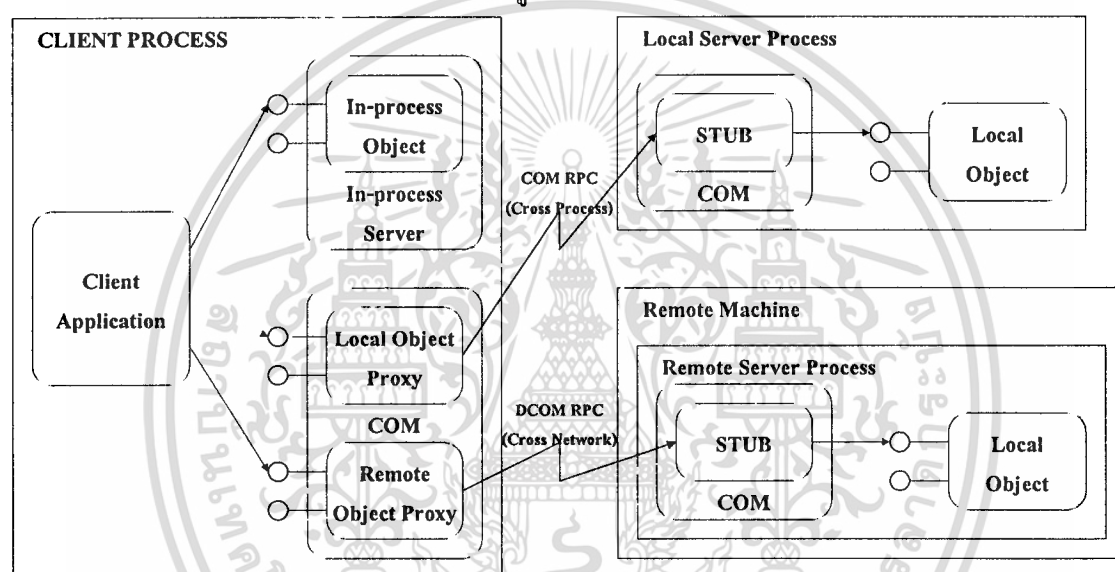 CLIENT PROCESS
In-process
Object
In-process
Server
Client
Application
Local Object
Proxy
COM
Remote
Object Proxy
COM RPC
(Cross Process)
DCOM RPC
(Cross Network)
Local Server Process
STUB
COM
Local
Object
Remote Machine
Remote Server Process
STUB
COM
Local
Object